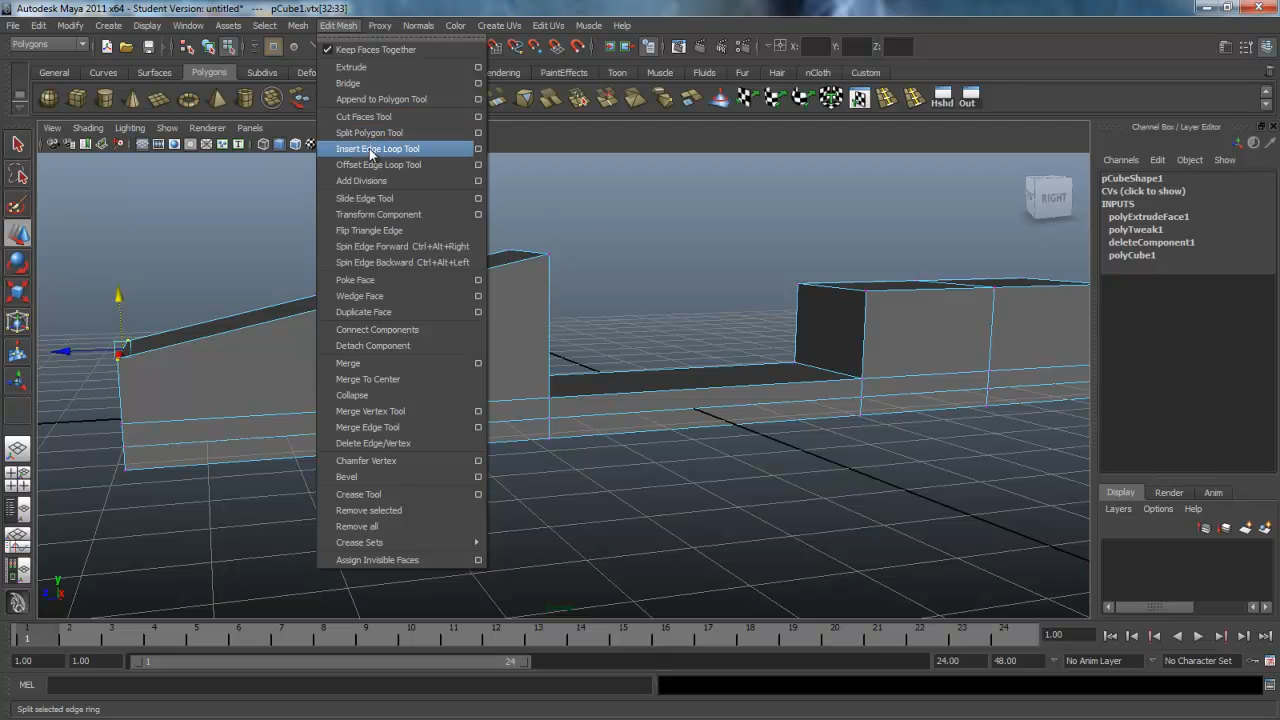 Autodesk Maya 2011 x64 - Student Version: untitled*   ---   pCube1.vtx[32:33]
File Edit Modify Create Display Window Assets Select Mesh Edit Mesh Proxy Normals Color Create UVs Edit UVs Muscle Help
Polygons X: Y: Z:
General Curves Surfaces Polygons Subdivs Defo ndering PaintEffects Toon Muscle Fluids Fur Hair nCloth Custom
Hshd Out
View Shading Lighting Show Renderer Panels
Keep Faces Together
Extrude
Bridge
Append to Polygon Tool
Cut Faces Tool
Split Polygon Tool
Insert Edge Loop Tool
Offset Edge Loop Tool
Add Divisions
Slide Edge Tool
Transform Component
Flip Triangle Edge
Spin Edge Forward Ctrl+Alt+Right
Spin Edge Backward Ctrl+Alt+Left
Poke Face
Wedge Face
Duplicate Face
Connect Components
Detach Component
Merge
Merge To Center
Collapse
Merge Vertex Tool
Merge Edge Tool
Delete Edge/Vertex
Chamfer Vertex
Bevel
Crease Tool
Remove selected
Remove all
Crease Sets
Assign Invisible Faces
RIGHT
y
z x
Channel Box / Layer Editor
Channels Edit Object Show
pCubeShape1
CVs (click to show)
INPUTS
polyExtrudeFace1
polyTweak1
deleteComponent1
polyCube1
Display Render Anim
Layers Options Help
1 2 3 4 5 6 7 8 9 10 11 12 13 14 15 16 17 18 19 20 21 22 23 24
1
1.00
1.00 1.00 1 24 24.00 48.00 No Anim Layer No Character Set
MEL
Split selected edge ring